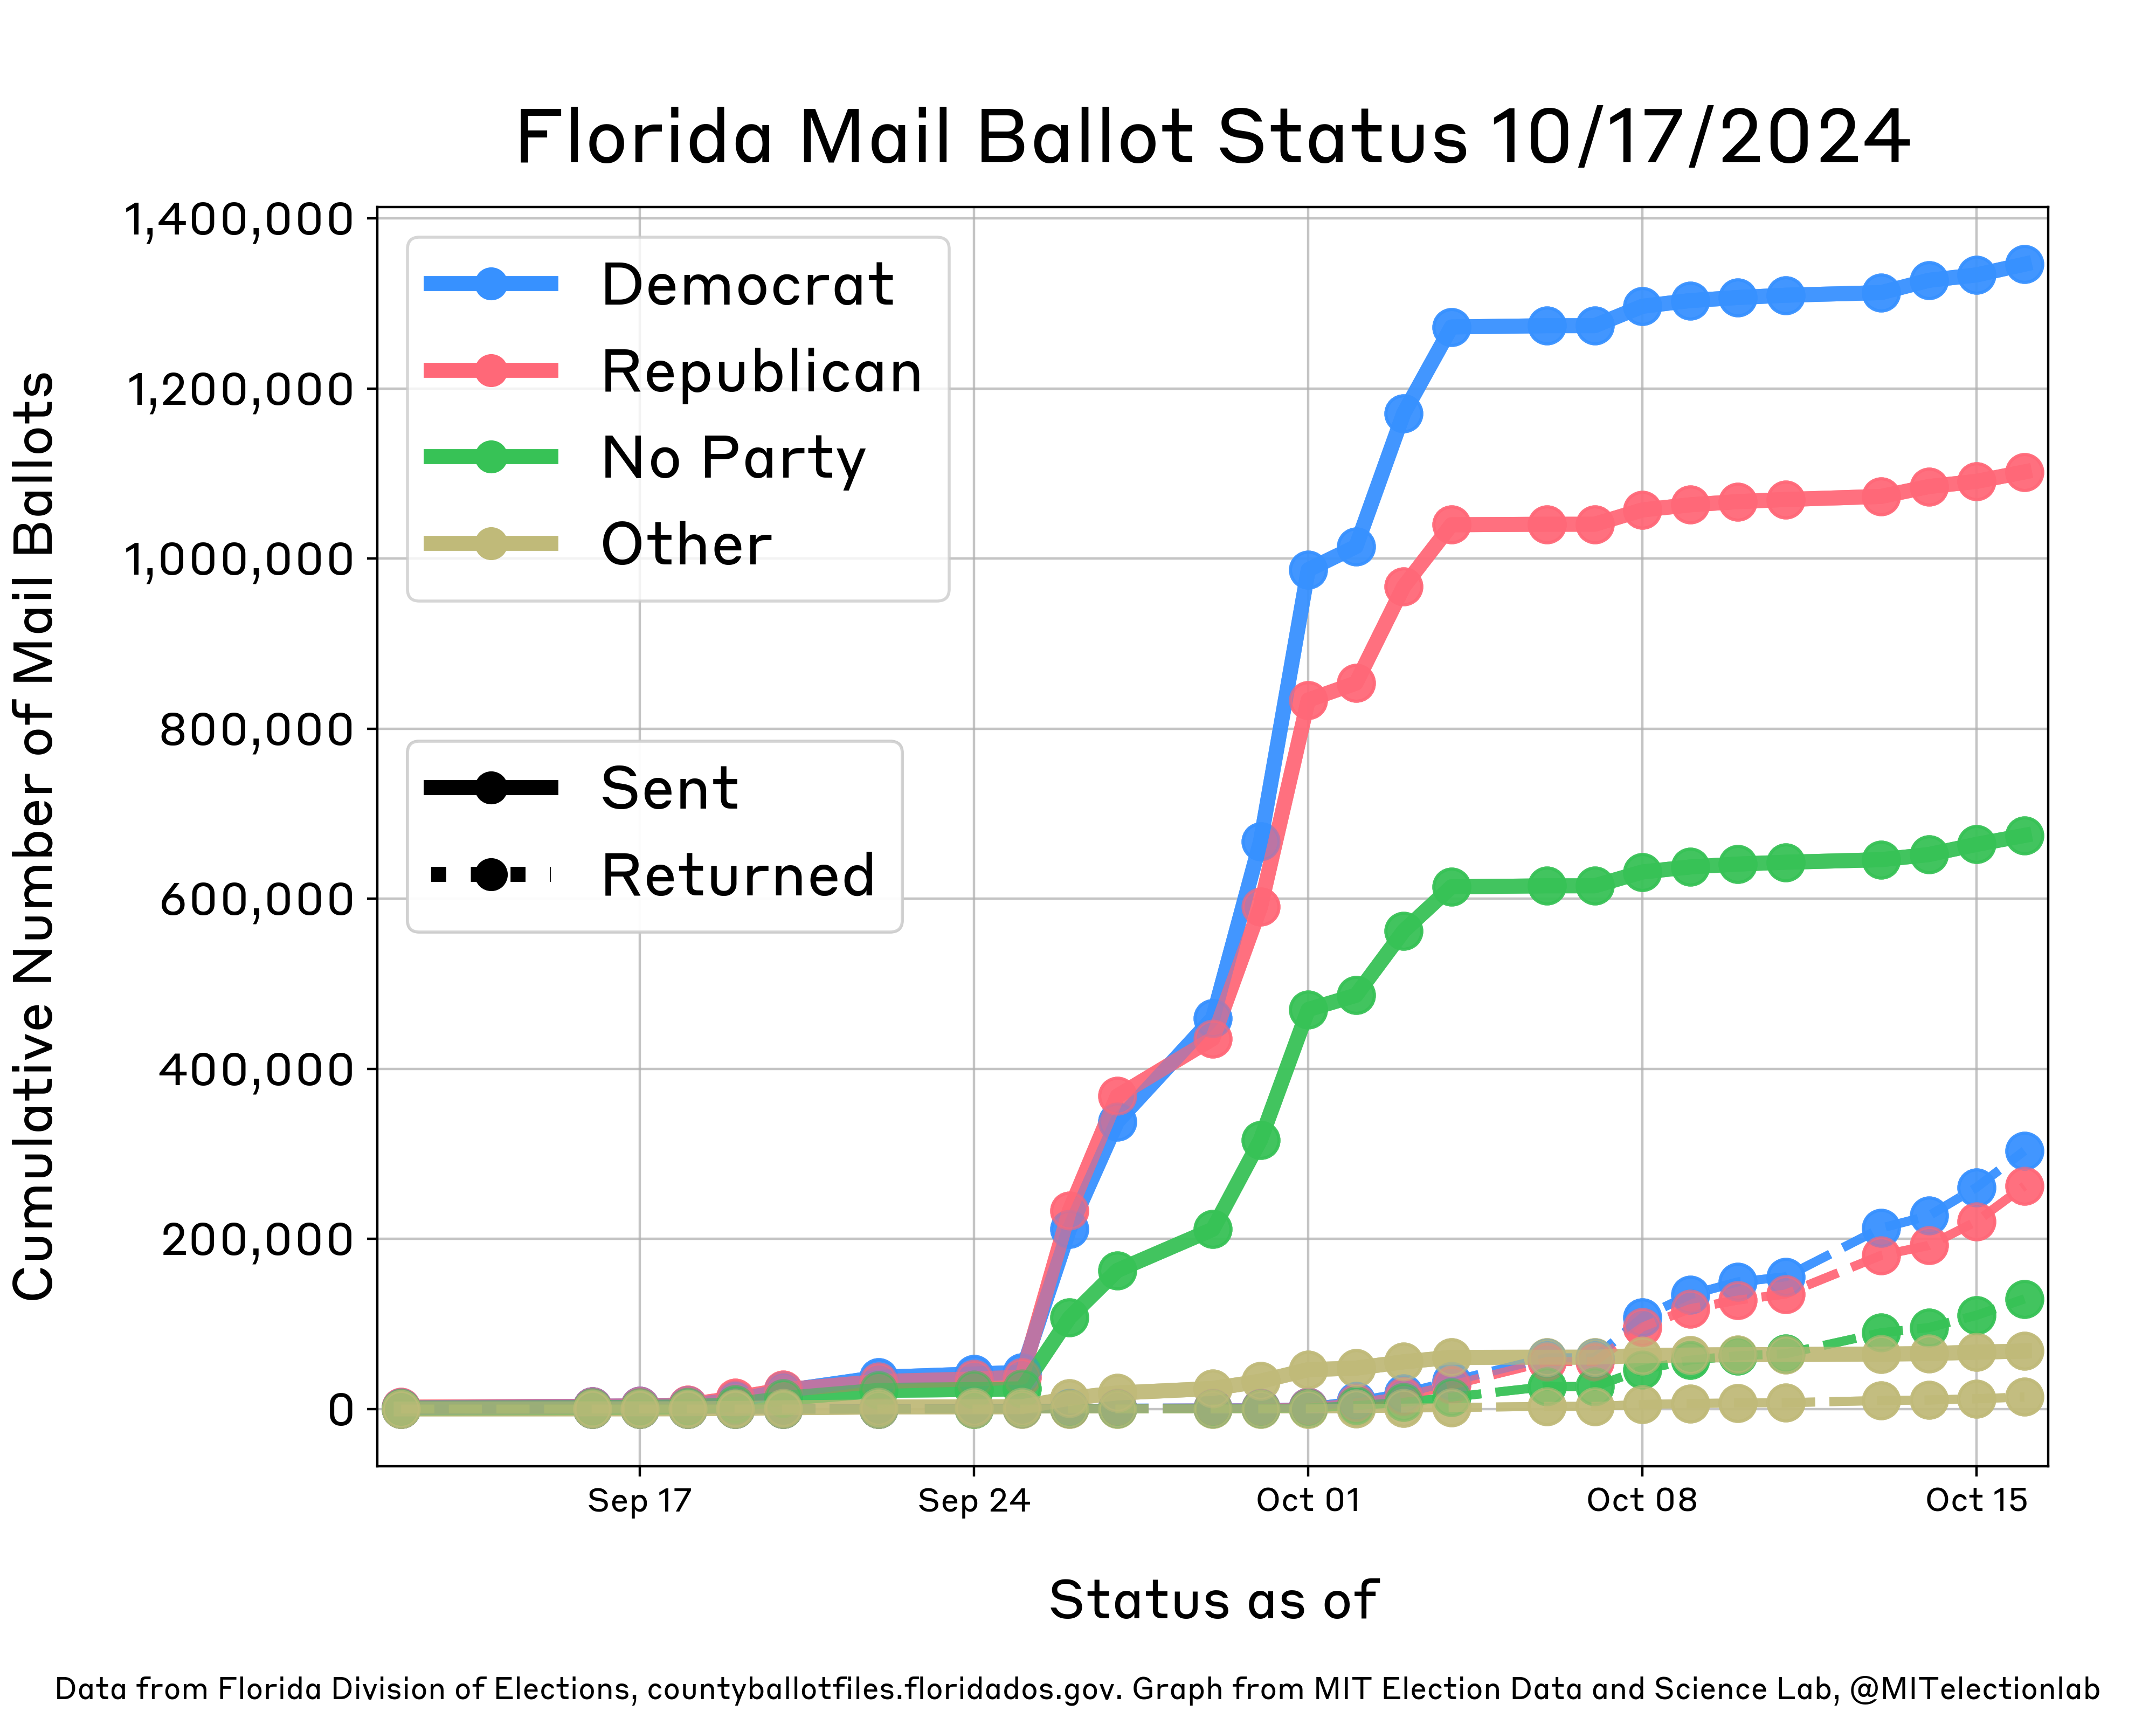 Florida Mail Ballot Status 10/17/2024
Cumulative Number of Mail Ballots
1,400,000
1,200,000
1,000,000
800,000
600,000
400,000
200,000
0
Democrat
Republican
No Party
Other
Sent
Returned
Sep 17
Sep 24
Oct 01
Oct 08
Oct 15
Status as of
Data from Florida Division of Elections, countyballotfiles.floridados.gov. Graph from MIT Election Data and Science Lab, @MITelectionlab